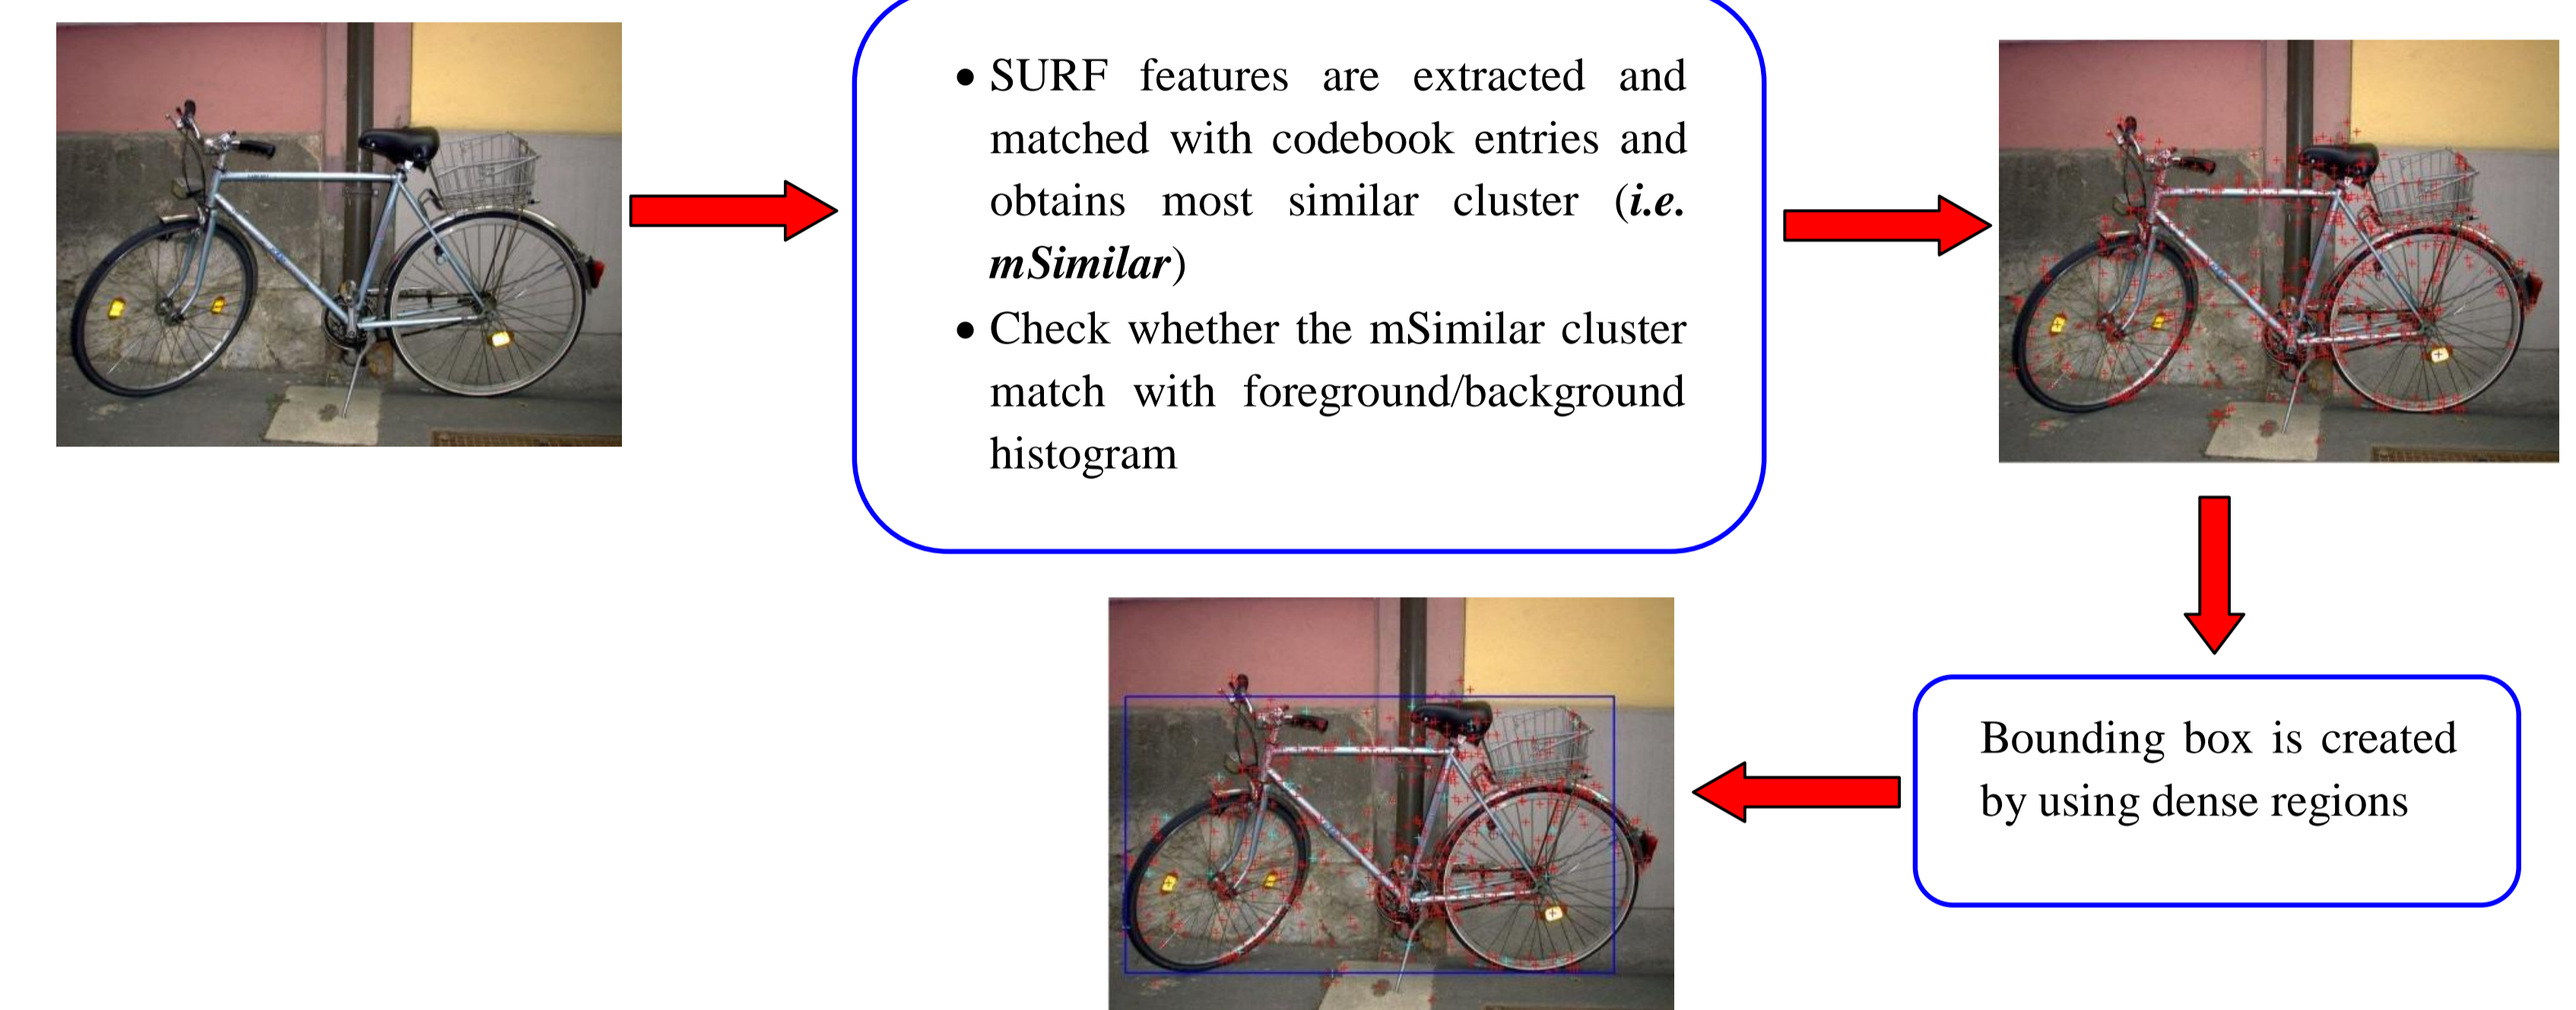 • SURF features are extracted and
matched with codebook entries and
obtains most similar cluster (i.e.
mSimilar)
• Check whether the mSimilar cluster
match with foreground/background
histogram
Bounding box is created
by using dense regions